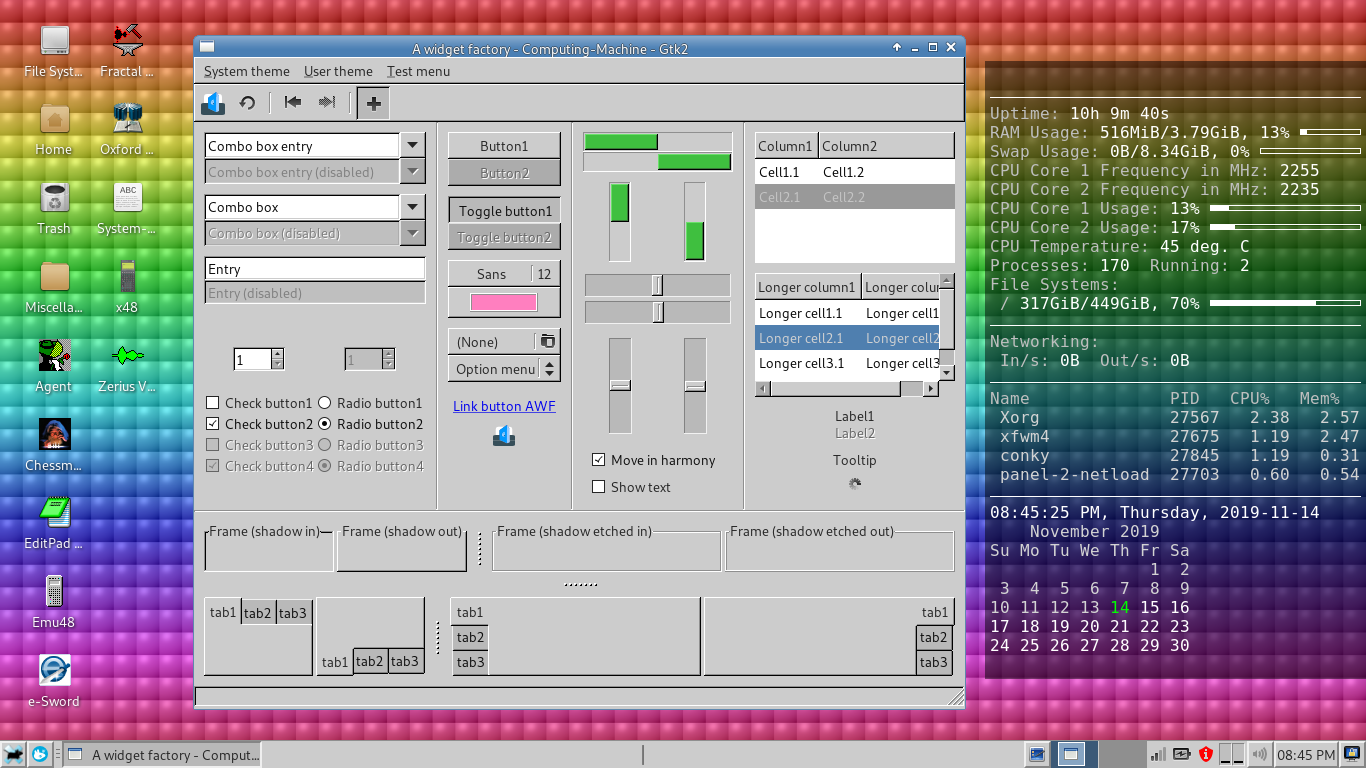 File Syst...
Fractal ...
Home
Oxford ...
Trash
System-...
Miscella...
x48
Agent
Zerius V...
Chessm...
EditPad ...
Emu48
e-Sword
A widget factory - Computing-Machine - Gtk2
System theme User theme Test menu
Combo box entry
Combo box entry (disabled)
Combo box
Combo box (disabled)
Entry
Entry (disabled)
1 1
Check button1 Radio button1
Check button2 Radio button2
Check button3 Radio button3
Check button4 Radio button4
Button1
Button2
Toggle button1
Toggle button2
Sans 12
(None)
Option menu
Link button AWF
Move in harmony
Show text
Column1 Column2
Cell1.1 Cell1.2
Cell2.1 Cell2.2
Longer column1 Longer colur
Longer cell1.1 Longer cell1
Longer cell2.1 Longer cell2
Longer cell3.1 Longer cell3
Label1
Label2
Tooltip
Frame (shadow in) Frame (shadow out) Frame (shadow etched in) Frame (shadow etched out)
tab1 tab2 tab3
tab1 tab2 tab3
tab1
tab2
tab3
tab1
tab2
tab3
Uptime: 10h 9m 40s
RAM Usage: 516MiB/3.79GiB, 13%
Swap Usage: 0B/8.34GiB, 0%
CPU Core 1 Frequency in MHz: 2255
CPU Core 2 Frequency in MHz: 2235
CPU Core 1 Usage: 13%
CPU Core 2 Usage: 17%
CPU Temperature: 45 deg. C
Processes: 170 Running: 2
File Systems:
/ 317GiB/449GiB, 70%
Networking:
In/s: 0B Out/s: 0B
Name PID CPU% Mem%
Xorg 27567 2.38 2.57
xfwm4 27675 1.19 2.47
conky 27845 1.19 0.31
panel-2-netload 27703 0.60 0.54
08:45:25 PM, Thursday, 2019-11-14
November 2019
Su Mo Tu We Th Fr Sa
1 2
3 4 5 6 7 8 9
10 11 12 13 14 15 16
17 18 19 20 21 22 23
24 25 26 27 28 29 30
A widget factory - Comput...
08:45 PM